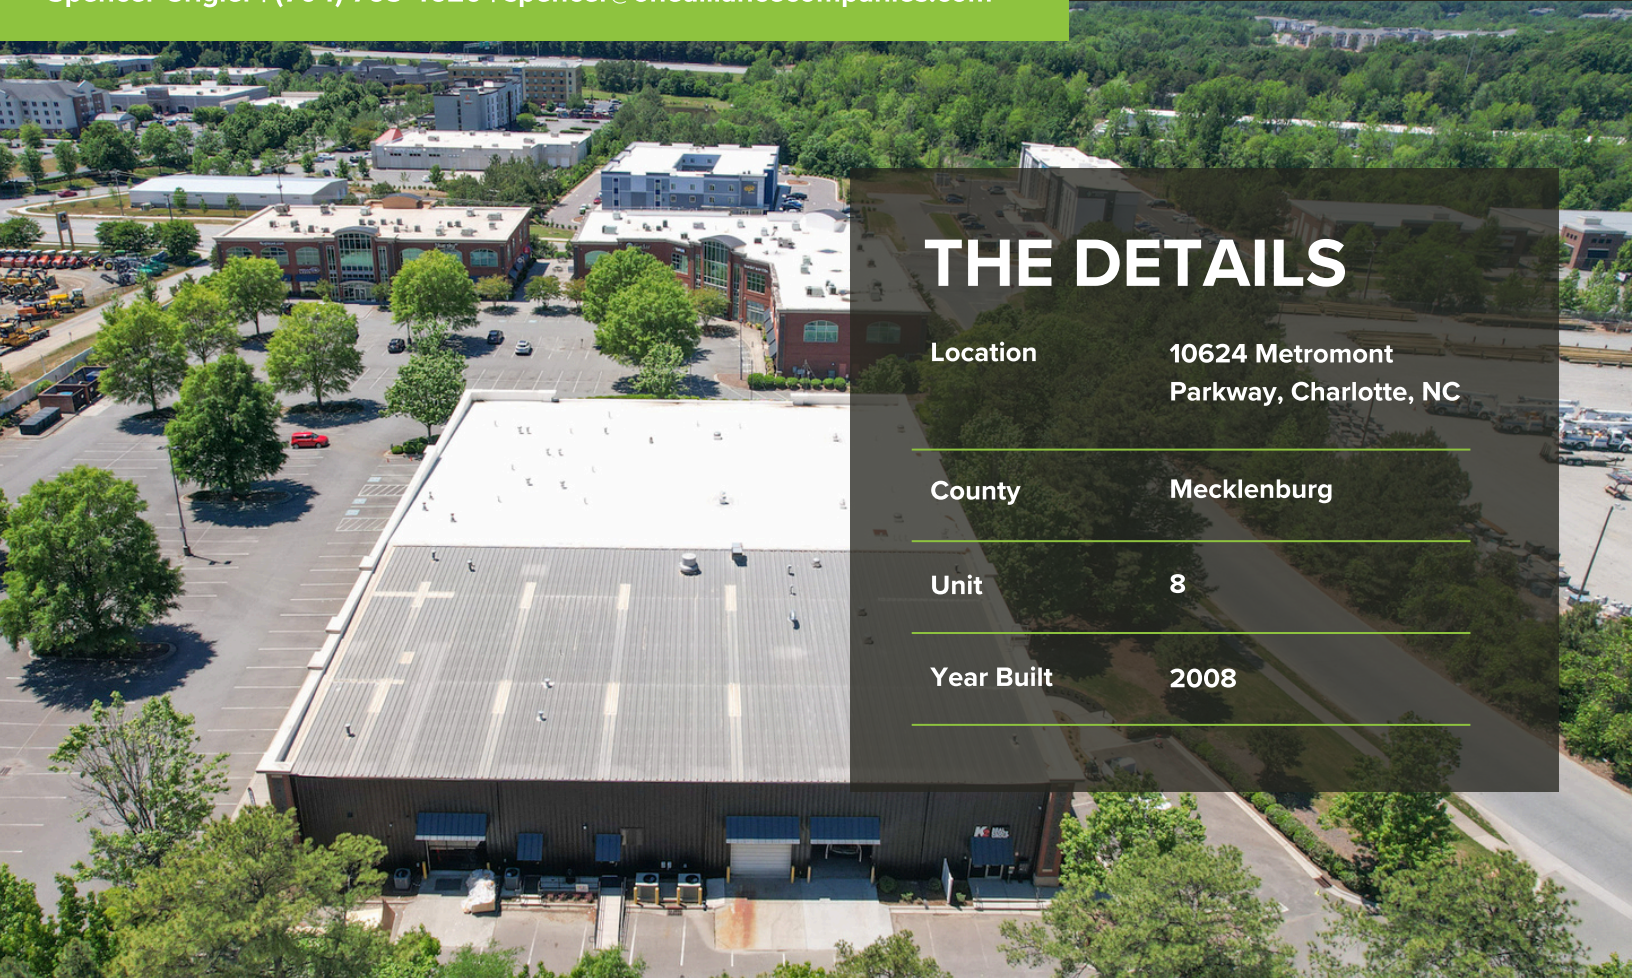 THE DETAILS
Location
10624 Metromont
Parkway, Charlotte, NC
County
Mecklenburg
Unit
8
Year Built
2008